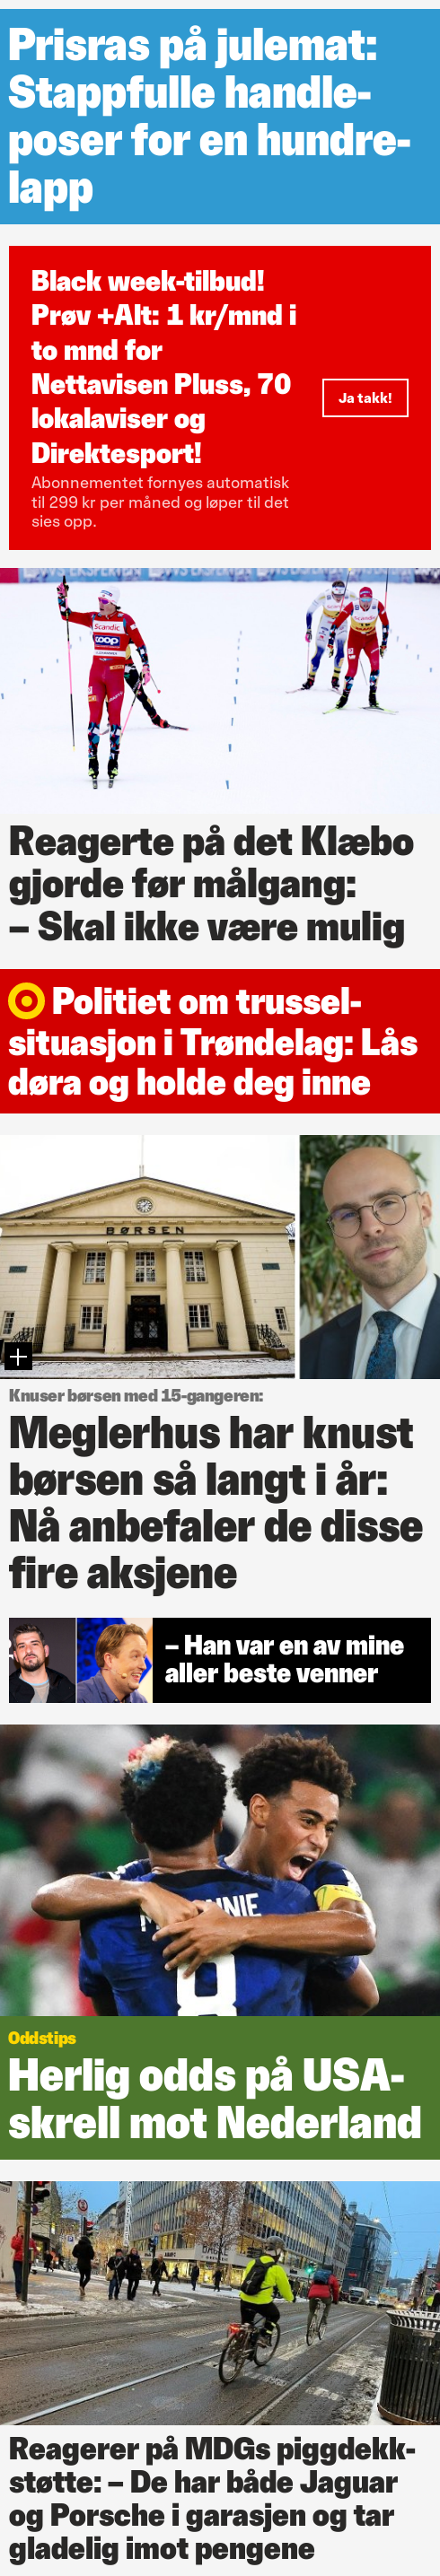 Prisras på julemat:
Stappfulle handle-
poser for en hundre-
lapp
Black week-tilbud!
Prøv +Alt: 1 kr/mnd i
to mnd for
Nettavisen Pluss, 70
lokalaviser og
Direktesport!
Abonnementet fornyes automatisk
til 299 kr per måned og løper til det
sies opp.
Ja takk!
Scandic
coop
Reagerte på det Klæbo
gjorde før målgang:
– Skal ikke være mulig
Politiet om trussel-
situasjon i Trøndelag: Lås
døra og holde deg inne
BØRSEN
Knuser børsen med 15-gangeren:
Meglerhus har knust
børsen så langt i år:
Nå anbefaler de disse
fire aksjene
– Han var en av mine
aller beste venner
8
Oddstips
Herlig odds på USA-
skrell mot Nederland
Reagerer på MDGs piggdekk-
støtte: – De har både Jaguar
og Porsche i garasjen og tar
gladelig imot pengene